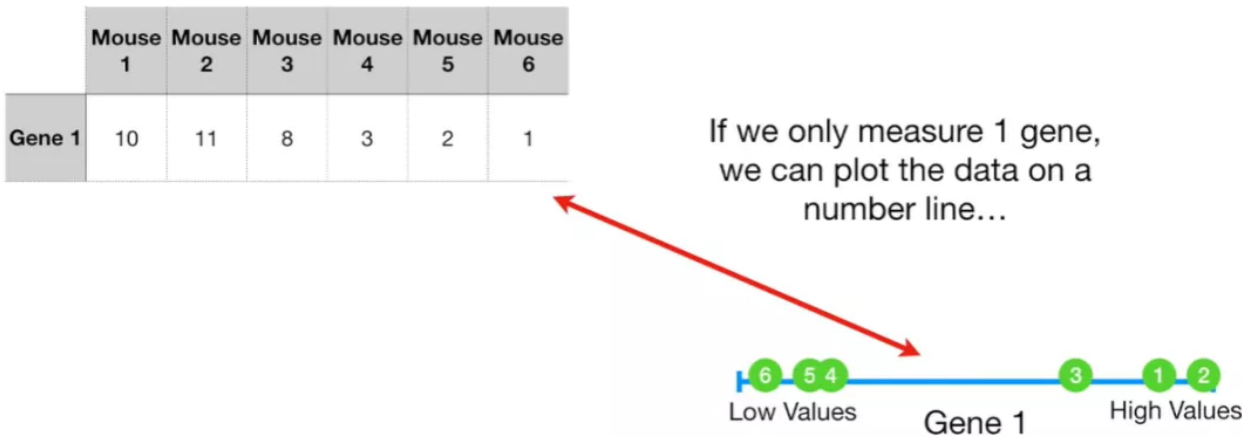 Mouse Mouse Mouse Mouse Mouse Mouse
1 2 3 4 5 6
Gene 1 10 11 8 3 2 1
If we only measure 1 gene,
we can plot the data on a
number line…
6 5 4 3 1 2
Low Values High Values
Gene 1